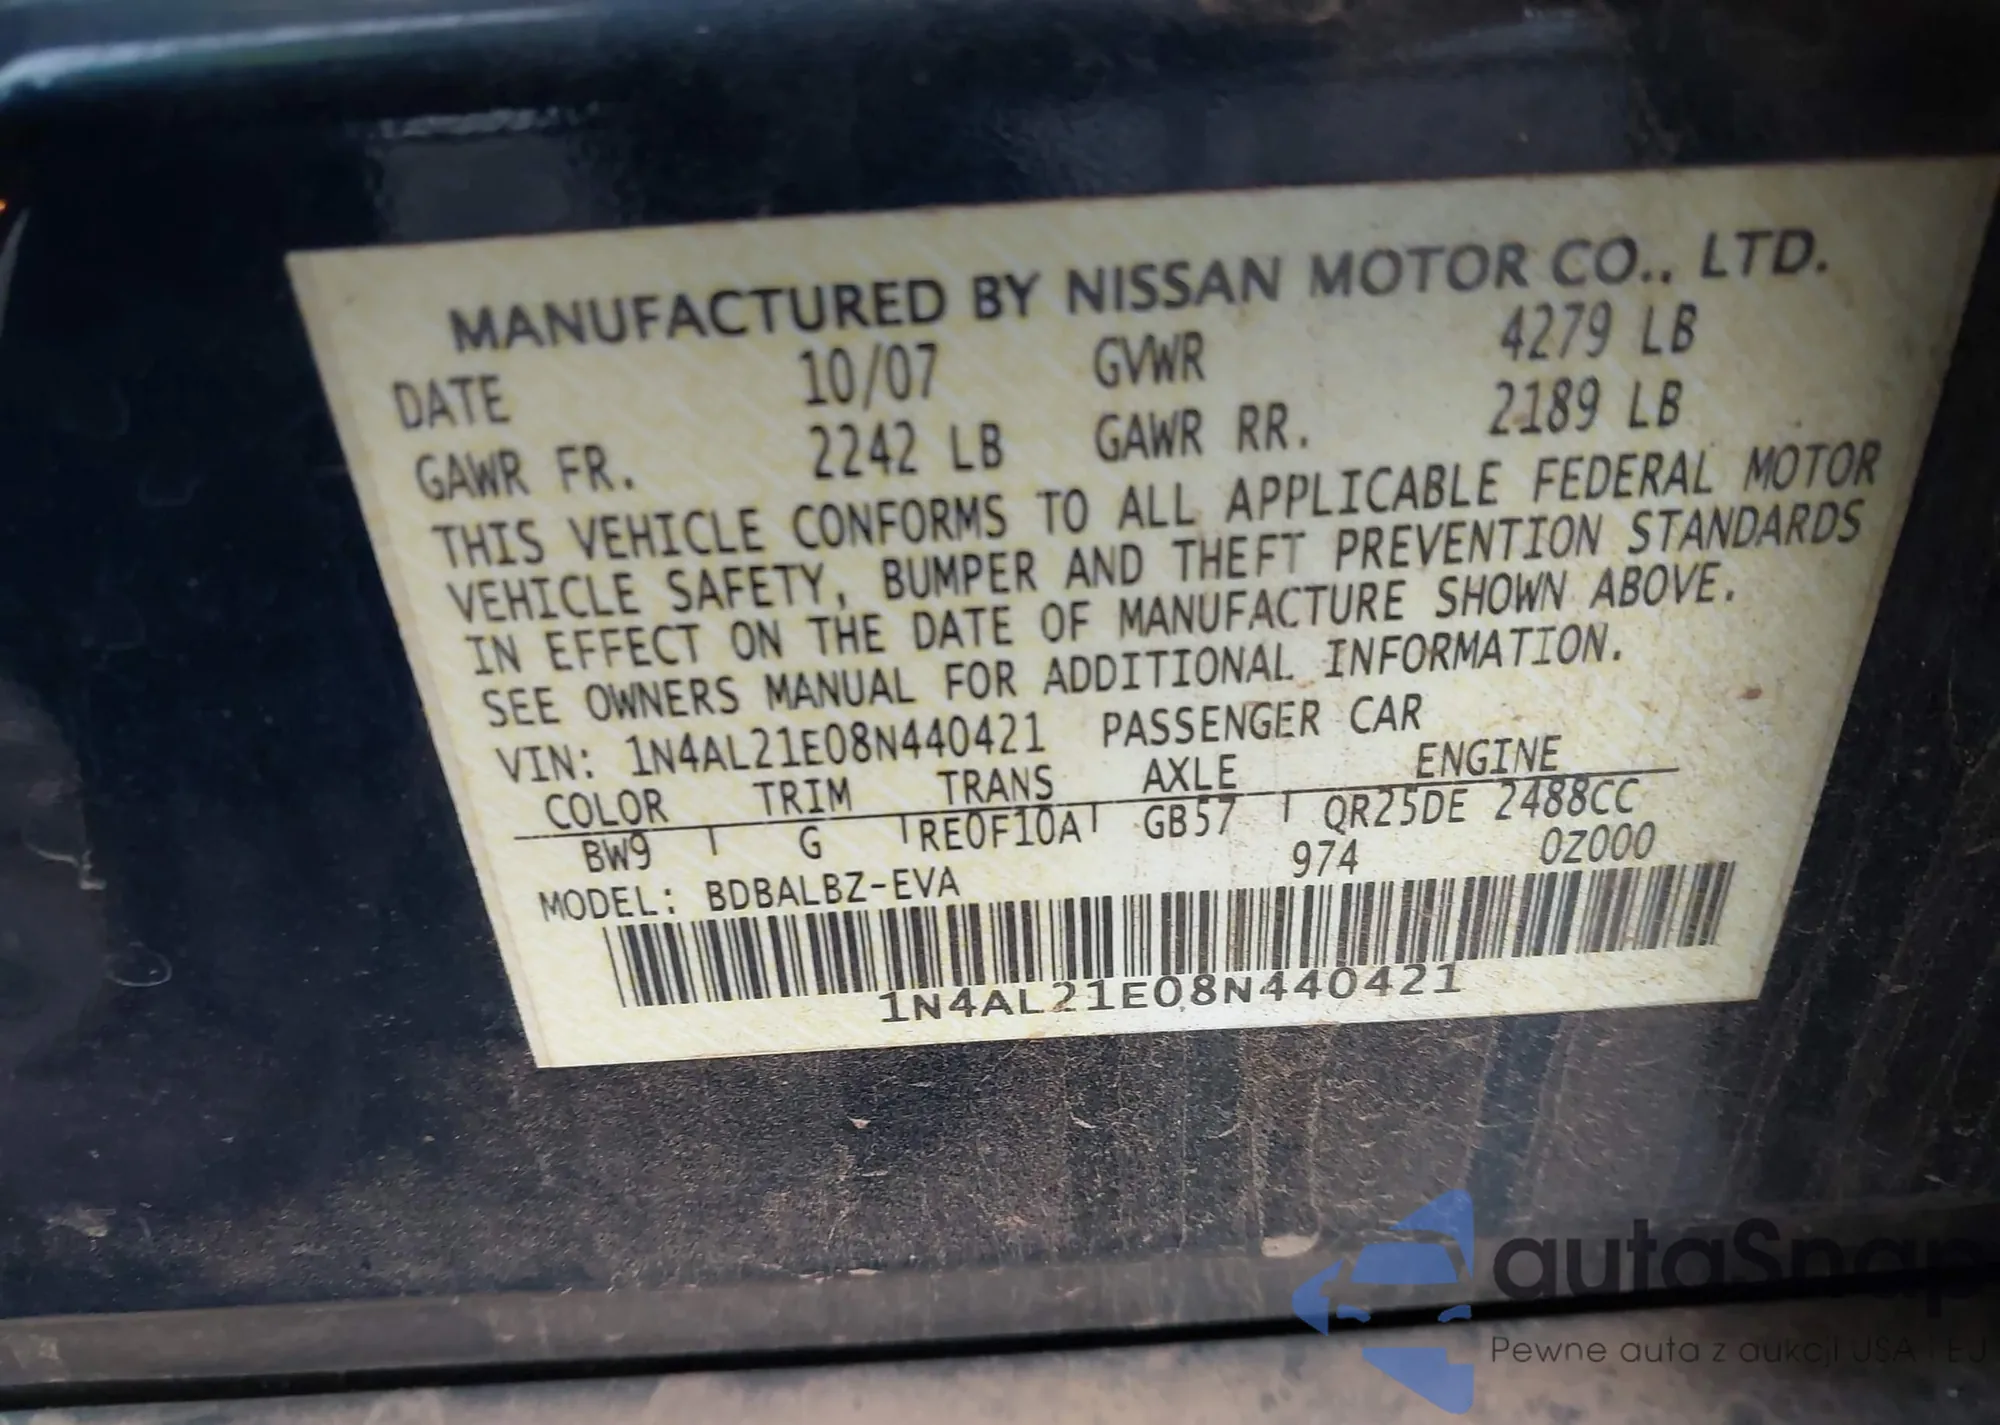 MANUFACTURED BY NISSAN MOTOR CO., LTD.
DATE 10/07 GVWR 4279 LB
GAWR FR. 2242 LB GAWR RR. 2189 LB
THIS VEHICLE CONFORMS TO ALL APPLICABLE FEDERAL MOTOR
VEHICLE SAFETY, BUMPER AND THEFT PREVENTION STANDARDS
IN EFFECT ON THE DATE OF MANUFACTURE SHOWN ABOVE.
SEE OWNERS MANUAL FOR ADDITIONAL INFORMATION.
VIN: 1N4AL21E08N440421 PASSENGER CAR
COLOR TRIM TRANS AXLE ENGINE
BW9 G RE0F10A GB57 QR25DE 2488CC
974 0Z000
MODEL: BDBALBZ-EVA
1N4AL21E08N440421
autaSnap
Pewne auta z aukcji USA i EU